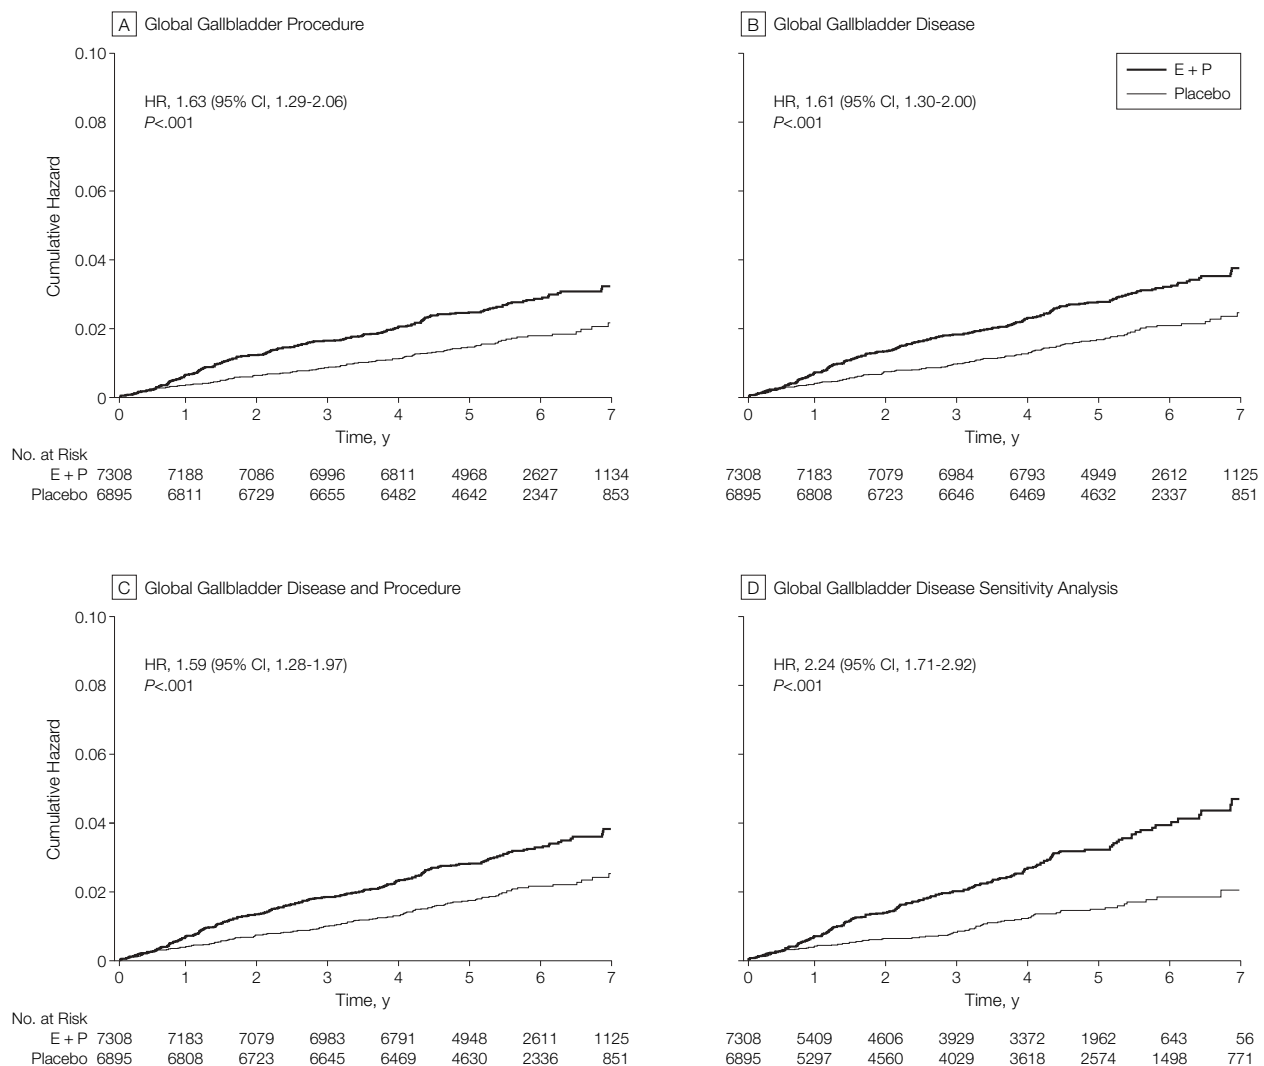 A Global Gallbladder Procedure
0.10
0.08
0.06
0.04
0.02
0
Cumulative Hazard
HR, 1.63 (95% CI, 1.29-2.06)
P<.001
0 1 2 3 4 5 6 7
Time, y
No. at Risk
E + P 7308 7188 7086 6996 6811 4968 2627 1134
Placebo 6895 6811 6729 6655 6482 4642 2347 853
B Global Gallbladder Disease
HR, 1.61 (95% CI, 1.30-2.00)
P<.001
E + P
Placebo
0 1 2 3 4 5 6 7
Time, y
7308 7183 7079 6984 6793 4949 2612 1125
6895 6808 6723 6646 6469 4632 2337 851
C Global Gallbladder Disease and Procedure
0.10
0.08
0.06
0.04
0.02
0
Cumulative Hazard
HR, 1.59 (95% CI, 1.28-1.97)
P<.001
0 1 2 3 4 5 6 7
Time, y
No. at Risk
E + P 7308 7183 7079 6983 6791 4948 2611 1125
Placebo 6895 6808 6723 6645 6469 4630 2336 851
D Global Gallbladder Disease Sensitivity Analysis
HR, 2.24 (95% CI, 1.71-2.92)
P<.001
0 1 2 3 4 5 6 7
Time, y
7308 5409 4606 3929 3372 1962 643 56
6895 5297 4560 4029 3618 2574 1498 771